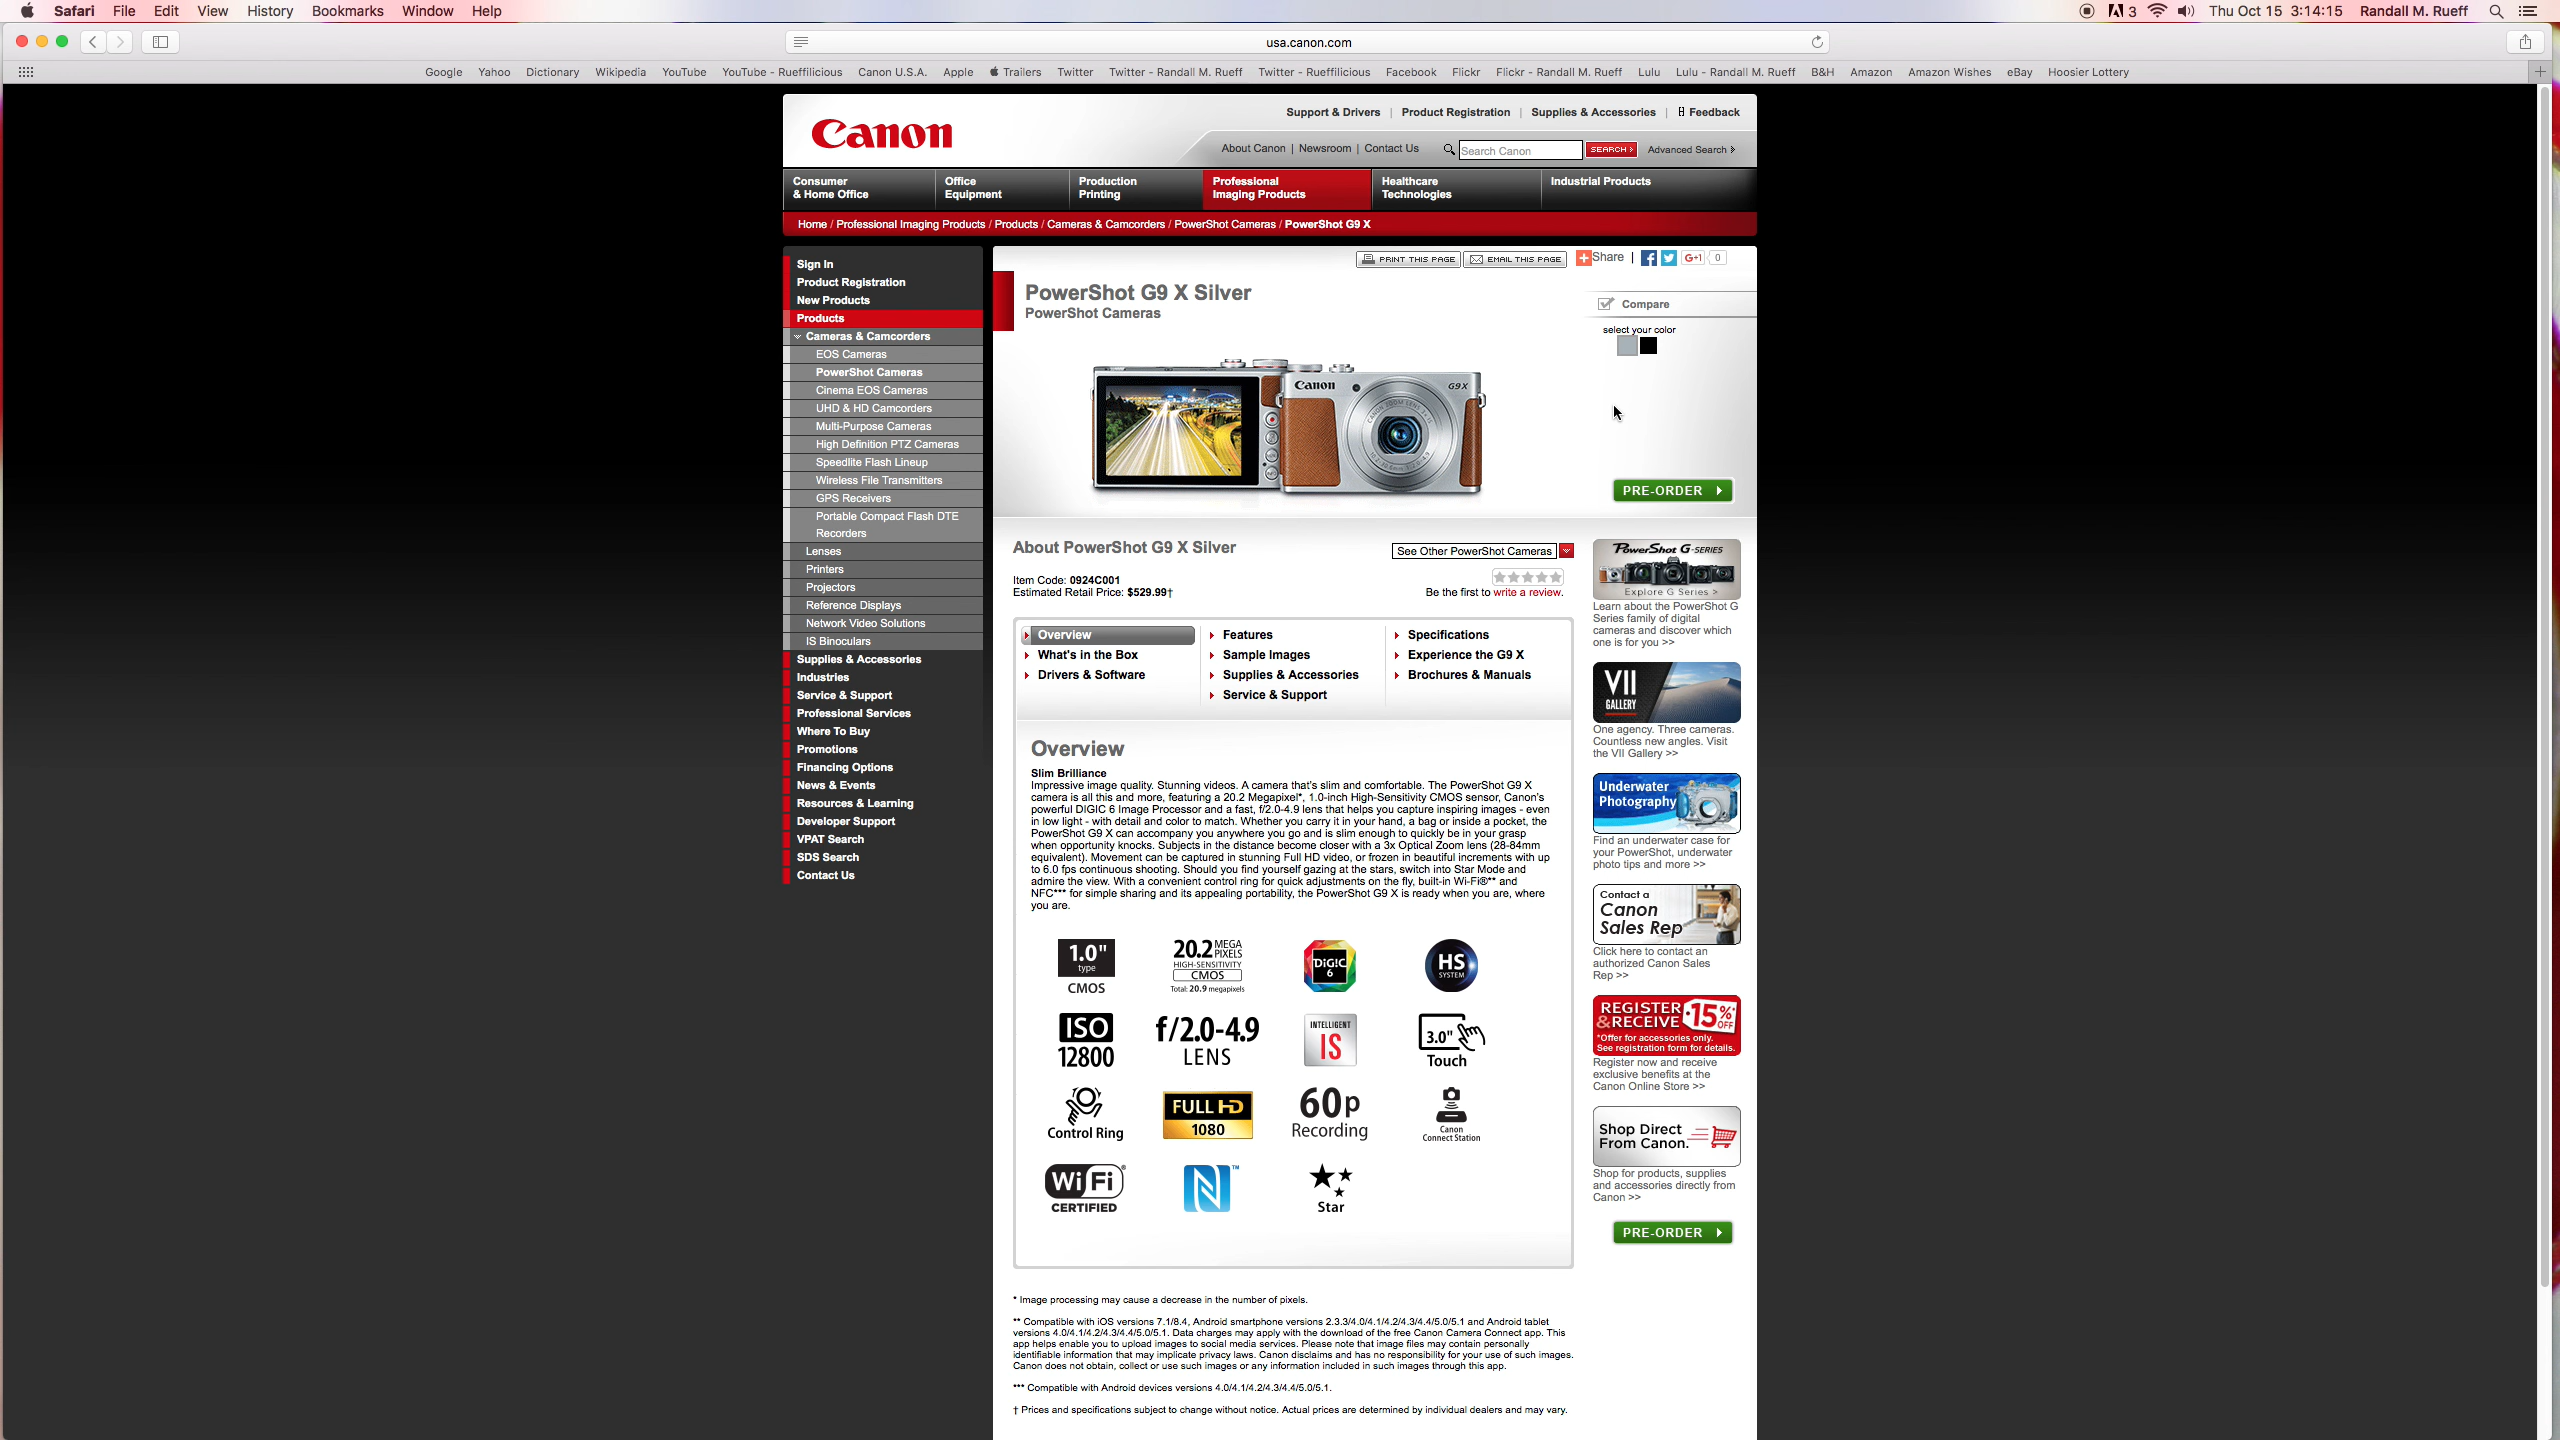 Safari File Edit View History Bookmarks Window Help
3 Thu Oct 15 3:14:15 Randall M. Rueff
usa.canon.com
Google Yahoo Dictionary Wikipedia YouTube YouTube - Rueffilicious Canon U.S.A. Apple Trailers Twitter Twitter - Randall M. Rueff Twitter - Rueffilicious Facebook Flickr Flickr - Randall M. Rueff Lulu Lulu - Randall M. Rueff B&H Amazon Amazon Wishes eBay Hoosier Lottery
Canon
Support & Drivers | Product Registration | Supplies & Accessories | Feedback
About Canon | Newsroom | Contact Us
Search Canon
SEARCH
Advanced Search
Consumer
& Home Office
Office
Equipment
Production
Printing
Professional
Imaging Products
Healthcare
Technologies
Industrial Products
Home / Professional Imaging Products / Products / Cameras & Camcorders / PowerShot Cameras / PowerShot G9 X
Sign In
Product Registration
New Products
Products
Cameras & Camcorders
EOS Cameras
PowerShot Cameras
Cinema EOS Cameras
UHD & HD Camcorders
Multi-Purpose Cameras
High Definition PTZ Cameras
Speedlite Flash Lineup
Wireless File Transmitters
GPS Receivers
Portable Compact Flash DTE
Recorders
Lenses
Printers
Projectors
Reference Displays
Network Video Solutions
IS Binoculars
Supplies & Accessories
Industries
Service & Support
Professional Services
Where To Buy
Promotions
Financing Options
News & Events
Resources & Learning
Developer Support
VPAT Search
SDS Search
Contact Us
PRINT THIS PAGE
EMAIL THIS PAGE
Share |
G+1 0
PowerShot G9 X Silver
PowerShot Cameras
Compare
select your color
Canon
G9X
PRE-ORDER
About PowerShot G9 X Silver
See Other PowerShot Cameras
Item Code: 0924C001
Estimated Retail Price: $529.99†
Be the first to write a review.
Overview
What's in the Box
Drivers & Software
Features
Sample Images
Supplies & Accessories
Service & Support
Specifications
Experience the G9 X
Brochures & Manuals
Overview
Slim Brilliance
Impressive image quality. Stunning videos. A camera that's slim and comfortable. The PowerShot G9 X
camera is all this and more, featuring a 20.2 Megapixel*, 1.0-inch High-Sensitivity CMOS sensor, Canon's
powerful DIGIC 6 Image Processor and a fast, f/2.0-4.9 lens that helps you capture inspiring images - even
in low light - with detail and color to match. Whether you carry it in your hand, a bag or inside a pocket, the
PowerShot G9 X can accompany you anywhere you go and is slim enough to quickly be in your grasp
when opportunity knocks. Subjects in the distance become closer with a 3x Optical Zoom lens (28-84mm
equivalent). Movement can be captured in stunning Full HD video, or frozen in beautiful increments with up
to 6.0 fps continuous shooting. Should you find yourself gazing at the stars, switch into Star Mode and
admire the view. With a convenient control ring for quick adjustments on the fly, built-in Wi-Fi®** and
NFC*** for simple sharing and its appealing portability, the PowerShot G9 X is ready when you are, where
you are.
1.0"
type
CMOS
20.2 MEGA PIXELS
HIGH-SENSITIVITY
CMOS
Total: 20.9 megapixels
DiGiC
6
HS
SYSTEM
ISO
12800
f/2.0-4.9
LENS
INTELLIGENT
IS
3.0"
Touch
Control Ring
FULL HD
1080
60p
Recording
Canon
Connect Station
Wi Fi®
CERTIFIED
N™
Star
PowerShot G-SERIES
Explore G Series >
Learn about the PowerShot G
Series family of digital
cameras and discover which
one is for you >>
VII
GALLERY
One agency. Three cameras.
Countless new angles. Visit
the VII Gallery >>
Underwater
Photography
Find an underwater case for
your PowerShot, underwater
photo tips and more >>
Contact a
Canon
Sales Rep
Click here to contact an
authorized Canon Sales
Rep >>
REGISTER
&RECEIVE
15%* OFF
*Offer for accessories only.
See registration form for details.
Register now and receive
exclusive benefits at the
Canon Online Store >>
Shop Direct
From Canon.
Shop for products, supplies
and accessories directly from
Canon >>
PRE-ORDER
* Image processing may cause a decrease in the number of pixels.
** Compatible with iOS versions 7.1/8.4, Android smartphone versions 2.3.3/4.0/4.1/4.2/4.3/4.4/5.0/5.1 and Android tablet
versions 4.0/4.1/4.2/4.3/4.4/5.0/5.1. Data charges may apply with the download of the free Canon Camera Connect app. This
app helps enable you to upload images to social media services. Please note that image files may contain personally
identifiable information that may implicate privacy laws. Canon disclaims and has no responsibility for your use of such images.
Canon does not obtain, collect or use such images or any information included in such images through this app.
*** Compatible with Android devices versions 4.0/4.1/4.2/4.3/4.4/5.0/5.1.
† Prices and specifications subject to change without notice. Actual prices are determined by individual dealers and may vary.